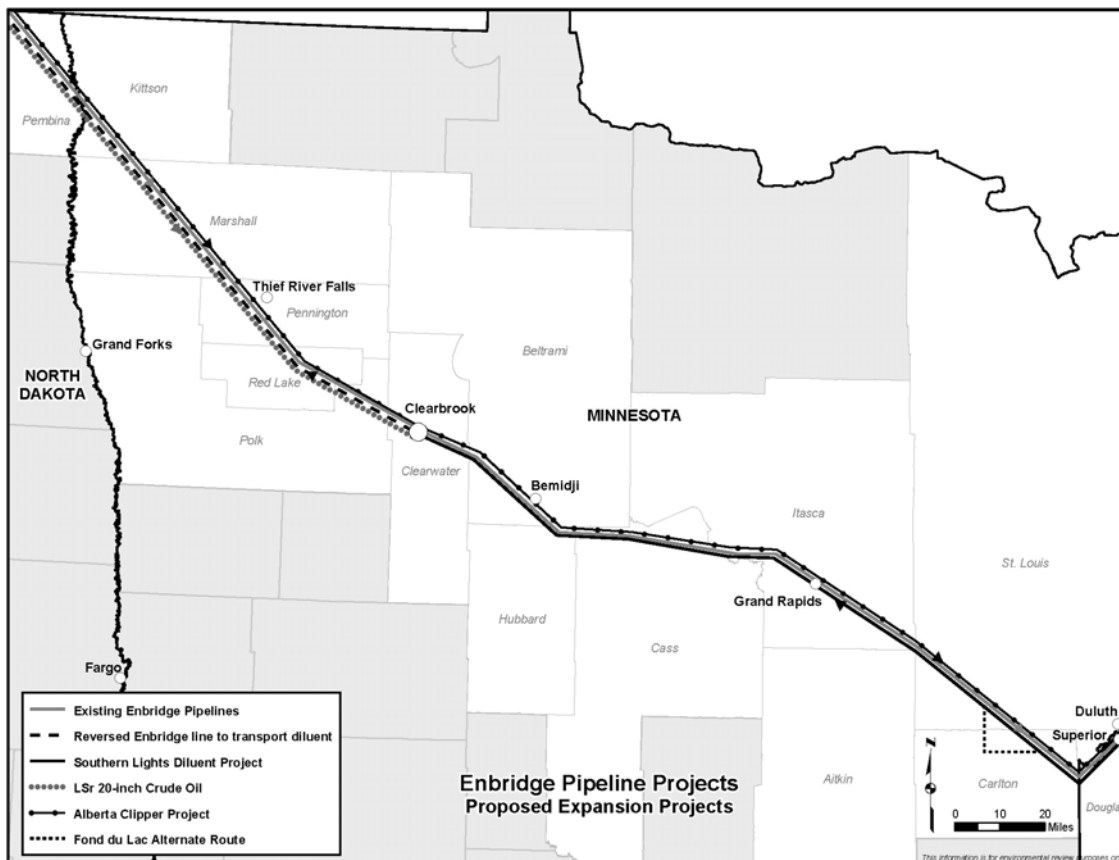 Kittson
Pembina
Marshall
Thief River Falls
Pennington
Grand Forks
Beltrami
NORTH
DAKOTA
Red Lake
Clearbrook
MINNESOTA
Polk
Clearwater
Bemidji
Itasca
St. Louis
Grand Rapids
Hubbard
Cass
Fargo
Duluth
Superior
Existing Enbridge Pipelines
Reversed Enbridge line to transport diluent
Southern Lights Diluent Project
LSr 20-inch Crude Oil
Alberta Clipper Project
Fond du Lac Alternate Route
Enbridge Pipeline Projects
Proposed Expansion Projects
Aitkin
Carlton
Dougla
N
0 10 20
Miles
This information is for environmental review purposes on